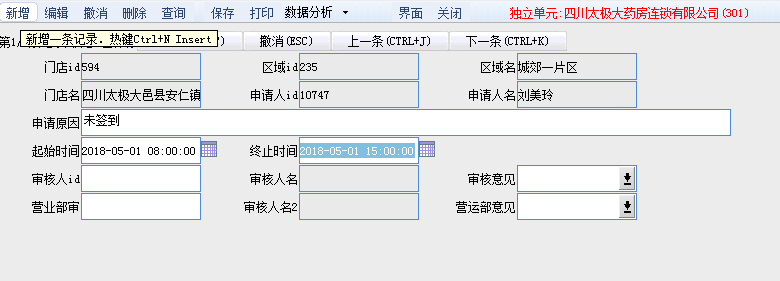 新增 编辑 撤消 删除 查询 保存 打印 数据分析 界面 关闭 独立单元:四川太极大药房连锁有限公司(301)
新增一条记录. 热键Ctrl+N Insert
第1 撤消(ESC) 上一条(CTRL+J) 下一条(CTRL+K)
门店id 594 区域id 235 区域名 城郊一片区
门店名 四川太极大邑县安仁镇 申请人id 10747 申请人名 刘美玲
申请原因 未签到
起始时间 2018-05-01 08:00:00 终止时间 2018-05-01 15:00:00
审核人id 审核人名 审核意见
营业部审 审核人名2 营运部意见